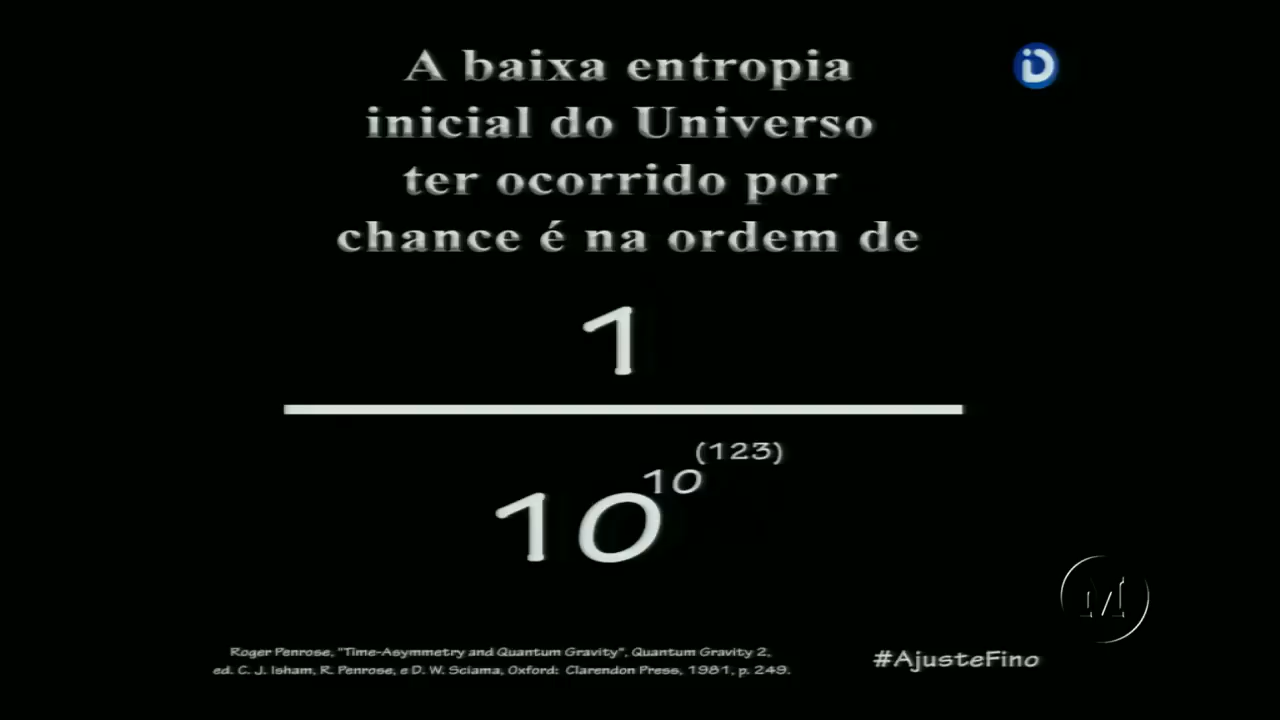 A baixa entropia
inicial do Universo
ter ocorrido por
chance é na ordem de
1
10^10^(123)
Roger Penrose, "Time-Asymmetry and Quantum Gravity", Quantum Gravity 2,
ed. C. J. Isham, R. Penrose, e D. W. Sciama, Oxford: Clarendon Press, 1981, p. 249.
#AjusteFino
iD
M